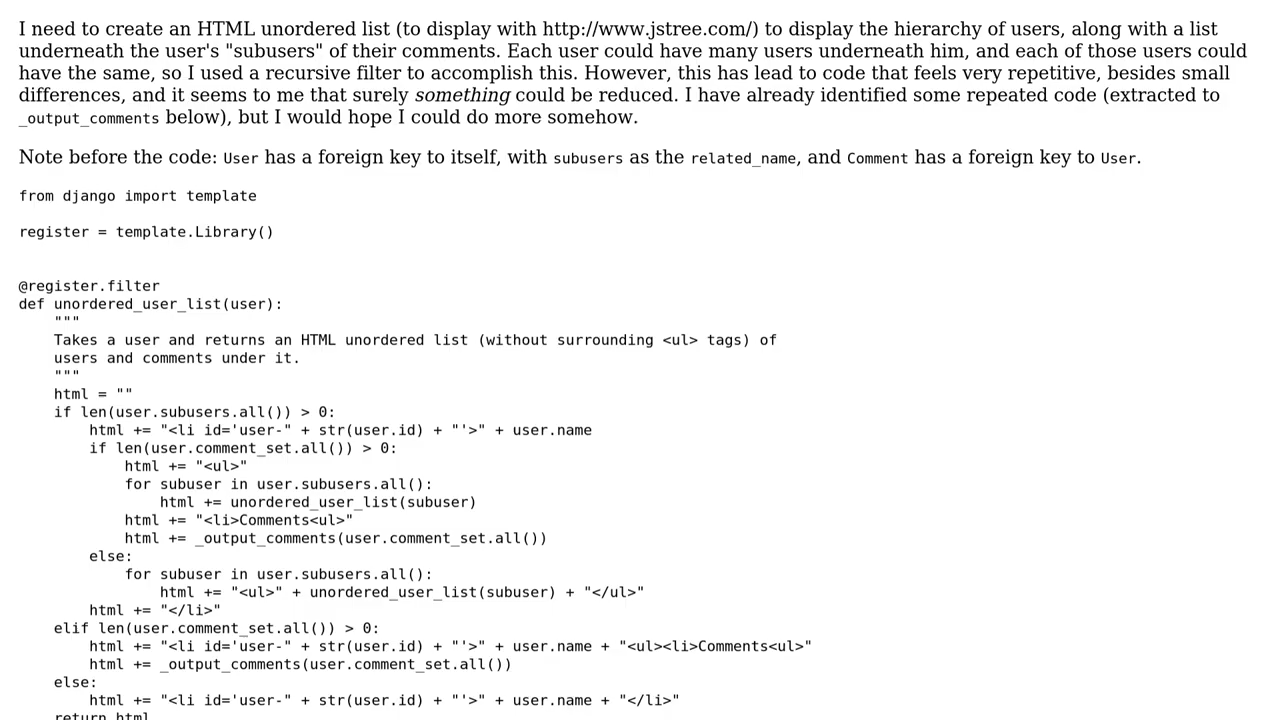 I need to create an HTML unordered list (to display with http://www.jstree.com/) to display the hierarchy of users, along with a list
underneath the user's "subusers" of their comments. Each user could have many users underneath him, and each of those users could
have the same, so I used a recursive filter to accomplish this. However, this has lead to code that feels very repetitive, besides small
differences, and it seems to me that surely something could be reduced. I have already identified some repeated code (extracted to
_output_comments below), but I would hope I could do more somehow.
Note before the code: User has a foreign key to itself, with subusers as the related_name, and Comment has a foreign key to User.
from django import template
register = template.Library()
@register.filter
def unordered_user_list(user):
    """
    Takes a user and returns an HTML unordered list (without surrounding <ul> tags) of
    users and comments under it.
    """
    html = ""
    if len(user.subusers.all()) > 0:
        html += "<li id='user-" + str(user.id) + "'>" + user.name
        if len(user.comment_set.all()) > 0:
            html += "<ul>"
            for subuser in user.subusers.all():
                html += unordered_user_list(subuser)
            html += "<li>Comments<ul>"
            html += _output_comments(user.comment_set.all())
        else:
            for subuser in user.subusers.all():
                html += "<ul>" + unordered_user_list(subuser) + "</ul>"
        html += "</li>"
    elif len(user.comment_set.all()) > 0:
        html += "<li id='user-" + str(user.id) + "'>" + user.name + "<ul><li>Comments<ul>"
        html += _output_comments(user.comment_set.all())
    else:
        html += "<li id='user-" + str(user.id) + "'>" + user.name + "</li>"
    return html